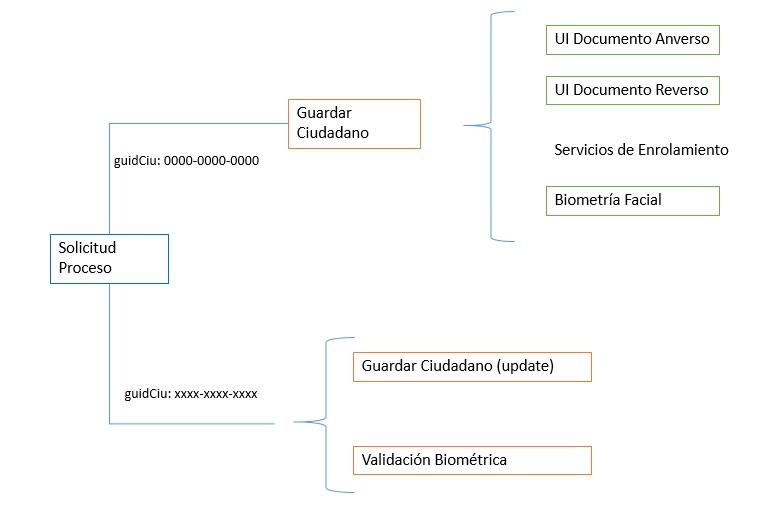 UI Documento Anverso
UI Documento Reverso
Guardar
Ciudadano
Servicios de Enrolamiento
guidCiu: 0000-0000-0000
Biometría Facial
Solicitud
Proceso
Guardar Ciudadano (update)
guidCiu: xxxx-xxxx-xxxx
Validación Biométrica